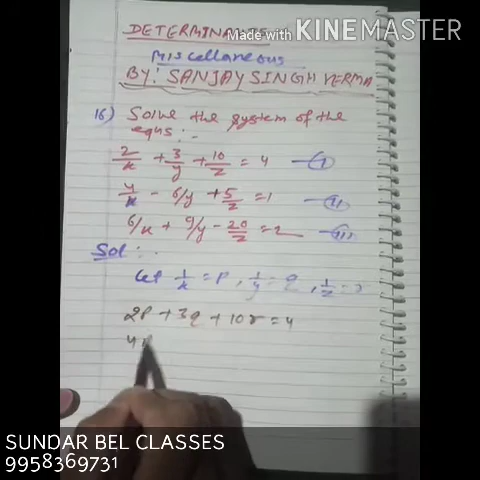 DETERMINANTS
Made with KINEMASTER
Miscellaneous
BY: SANJAY SINGH VERMA
16) Solve the system of the
eqns :-
2/x + 3/y + 10/z = 4 —(I)
4/x - 6/y + 5/z = 1 —(II)
6/x + 9/y - 20/z = 2 —(III)
Sol :-
Let 1/x = P, 1/y = q, 1/z = r
2P + 3q + 10r = 4
4P
SUNDAR BEL CLASSES
9958369731